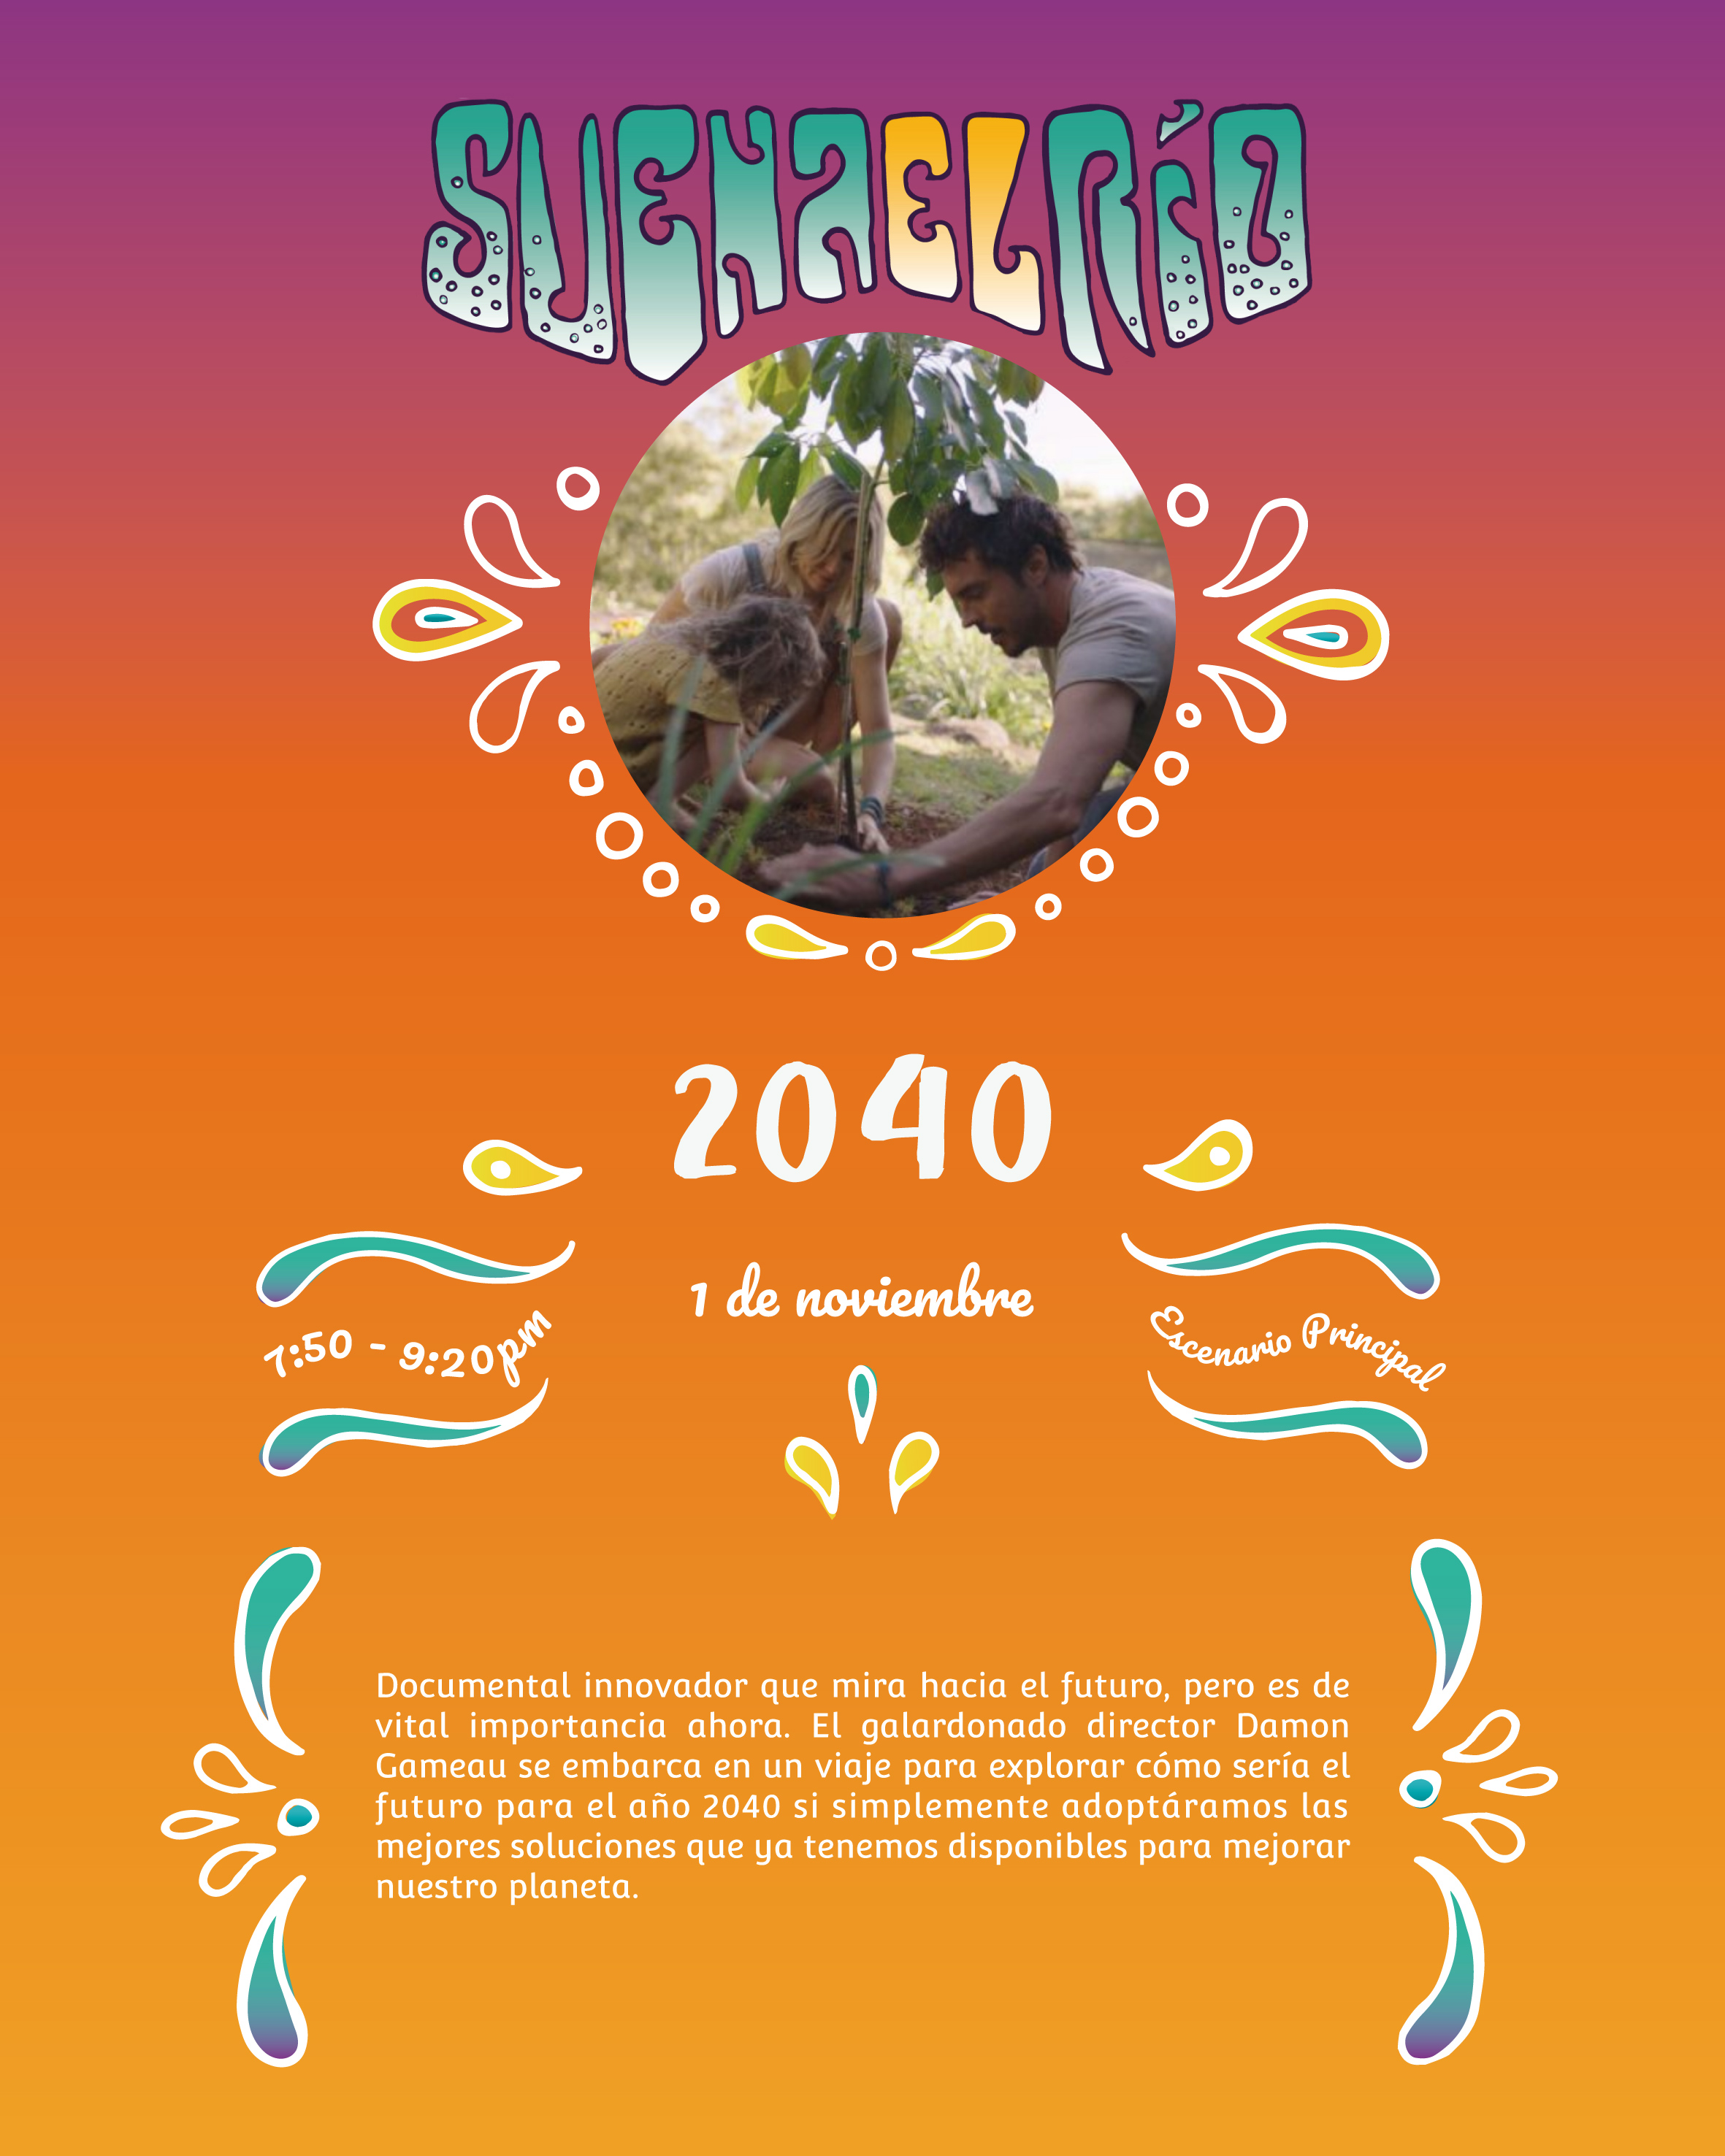 SUENAELRÍO
2040
1 de noviembre
7:50 - 9:20pm
Escenario Principal
Documental innovador que mira hacia el futuro, pero es de
vital importancia ahora. El galardonado director Damon
Gameau se embarca en un viaje para explorar cómo sería el
futuro para el año 2040 si simplemente adoptáramos las
mejores soluciones que ya tenemos disponibles para mejorar
nuestro planeta.